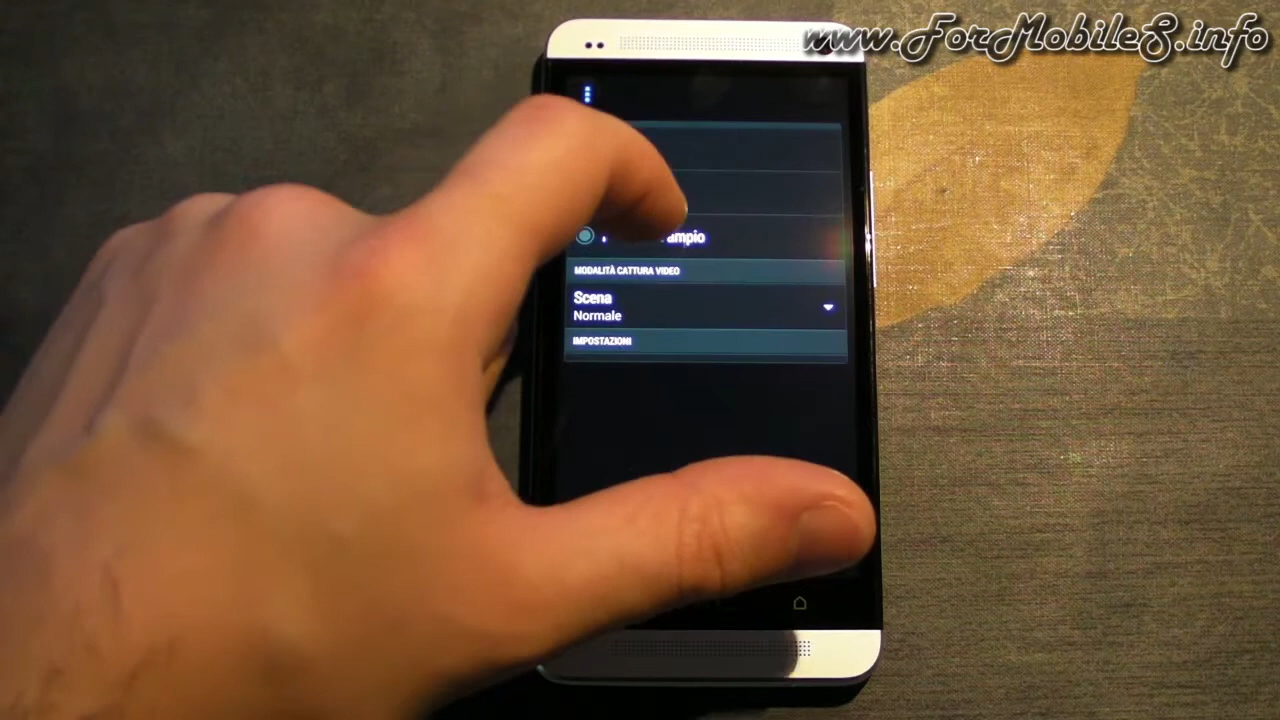 www.ForMobileS.info
ampio
MODALITÀ CATTURA VIDEO
Scena
Normale
IMPOSTAZIONI